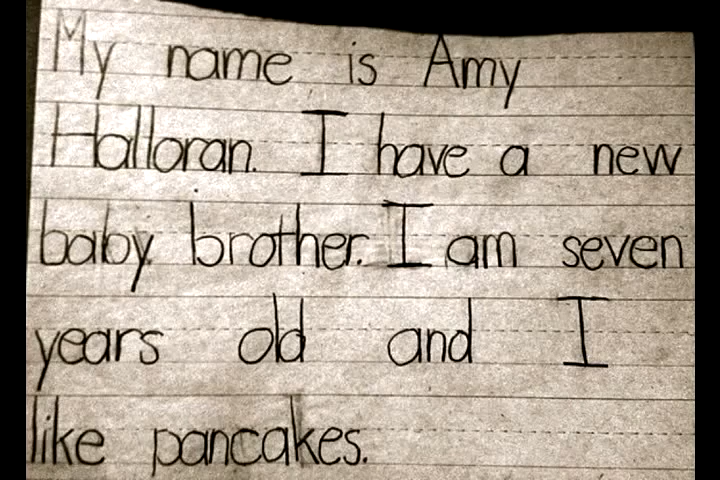 My name is Amy
Halloran. I have a new
baby brother. I am seven
years old and I
like pancakes.